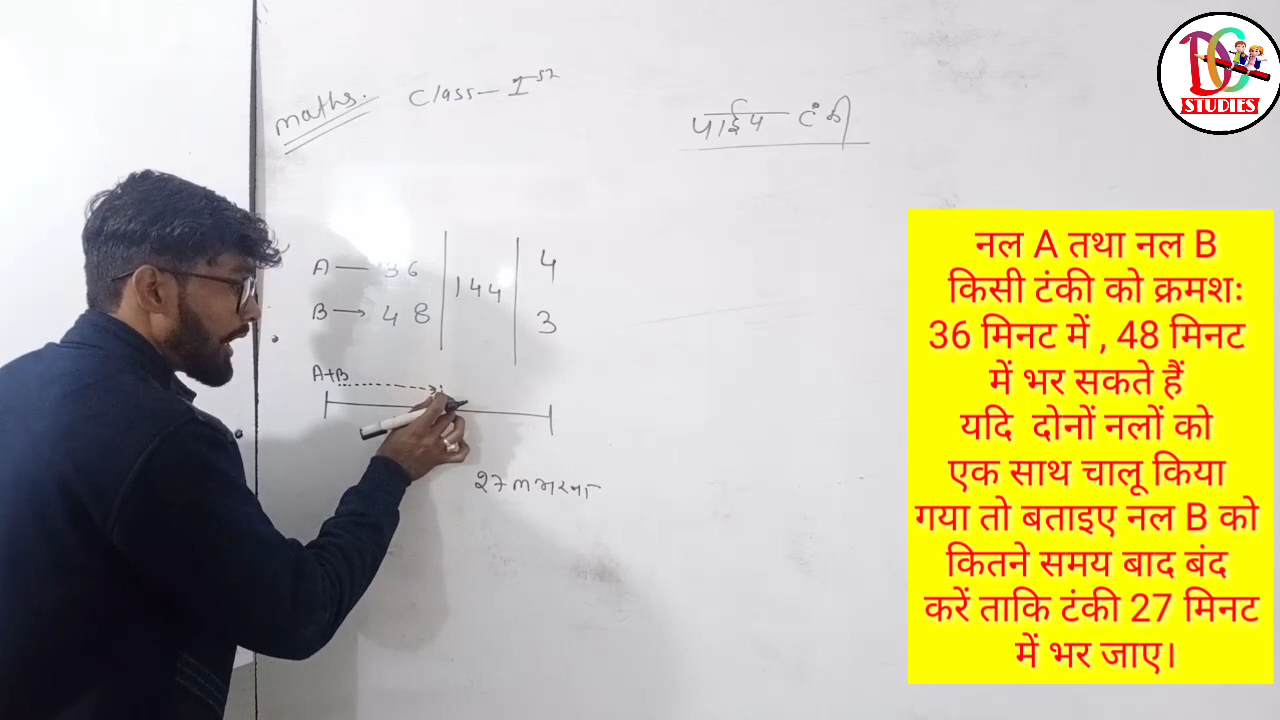 maths. Class - Ist
पाईप टंकी
DG
STUDIES
A — 36 | 144 | 4
B → 48 | 3
A+B
27 म भरना
नल A तथा नल B
किसी टंकी को क्रमशः
36 मिनट में , 48 मिनट
में भर सकते हैं
यदि दोनों नलों को
एक साथ चालू किया
गया तो बताइए नल B को
कितने समय बाद बंद
करें ताकि टंकी 27 मिनट
में भर जाए।